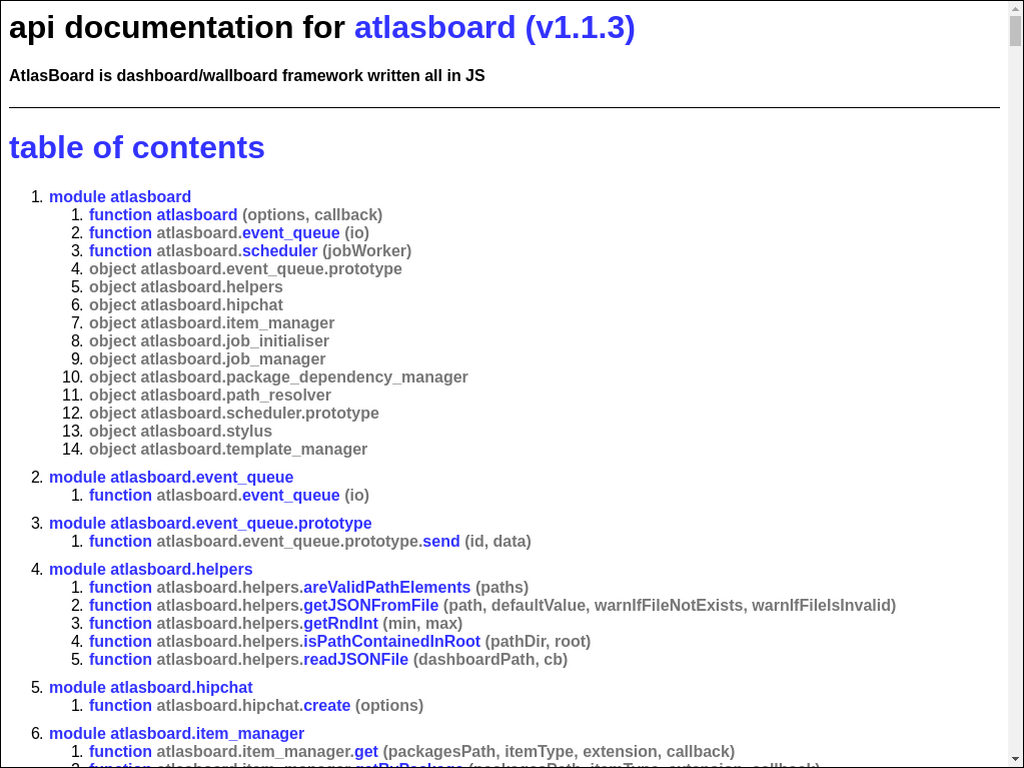 api documentation for atlasboard (v1.1.3)
AtlasBoard is dashboard/wallboard framework written all in JS
table of contents
1. module atlasboard
1. function atlasboard (options, callback)
2. function atlasboard.event_queue (io)
3. function atlasboard.scheduler (jobWorker)
4. object atlasboard.event_queue.prototype
5. object atlasboard.helpers
6. object atlasboard.hipchat
7. object atlasboard.item_manager
8. object atlasboard.job_initialiser
9. object atlasboard.job_manager
10. object atlasboard.package_dependency_manager
11. object atlasboard.path_resolver
12. object atlasboard.scheduler.prototype
13. object atlasboard.stylus
14. object atlasboard.template_manager
2. module atlasboard.event_queue
1. function atlasboard.event_queue (io)
3. module atlasboard.event_queue.prototype
1. function atlasboard.event_queue.prototype.send (id, data)
4. module atlasboard.helpers
1. function atlasboard.helpers.areValidPathElements (paths)
2. function atlasboard.helpers.getJSONFromFile (path, defaultValue, warnIfFileNotExists, warnIfFileIsInvalid)
3. function atlasboard.helpers.getRndInt (min, max)
4. function atlasboard.helpers.isPathContainedInRoot (pathDir, root)
5. function atlasboard.helpers.readJSONFile (dashboardPath, cb)
5. module atlasboard.hipchat
1. function atlasboard.hipchat.create (options)
6. module atlasboard.item_manager
1. function atlasboard.item_manager.get (packagesPath, itemType, extension, callback)
2. function atlasboard.item_manager.getByPackage (packagesPath, itemType, extension, callback)